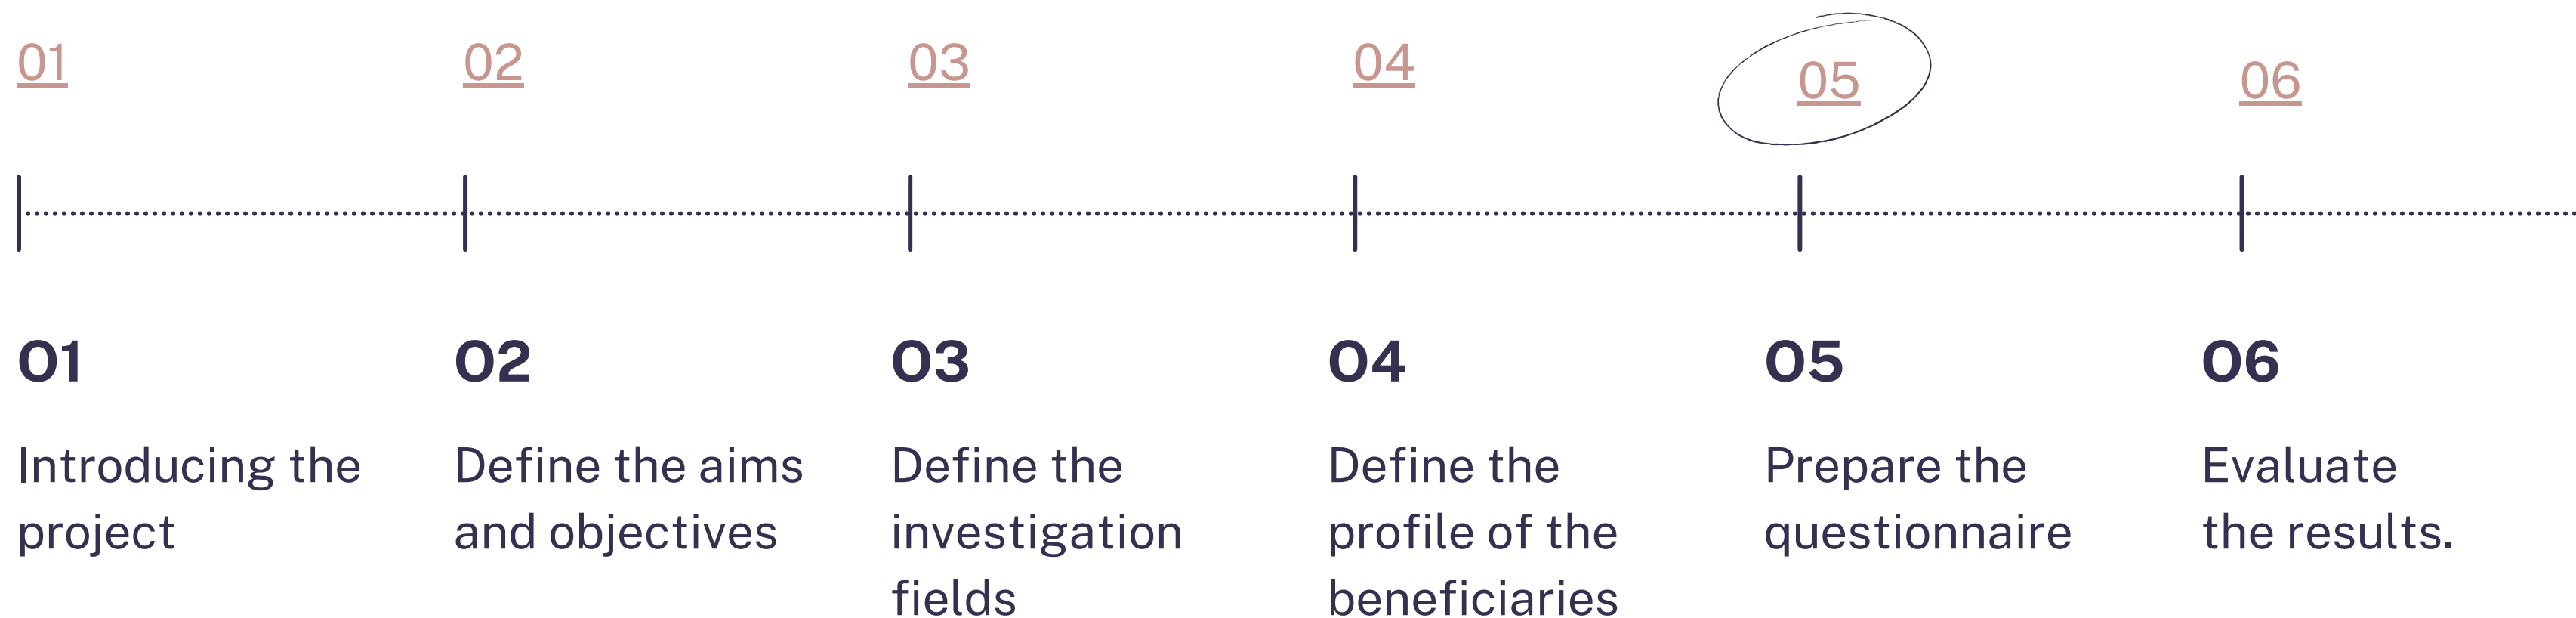 01
02
03
04
05
06
01
Introducing the
project
02
Define the aims
and objectives
03
Define the
investigation
fields
04
Define the
profile of the
beneficiaries
05
Prepare the
questionnaire
06
Evaluate
the results.